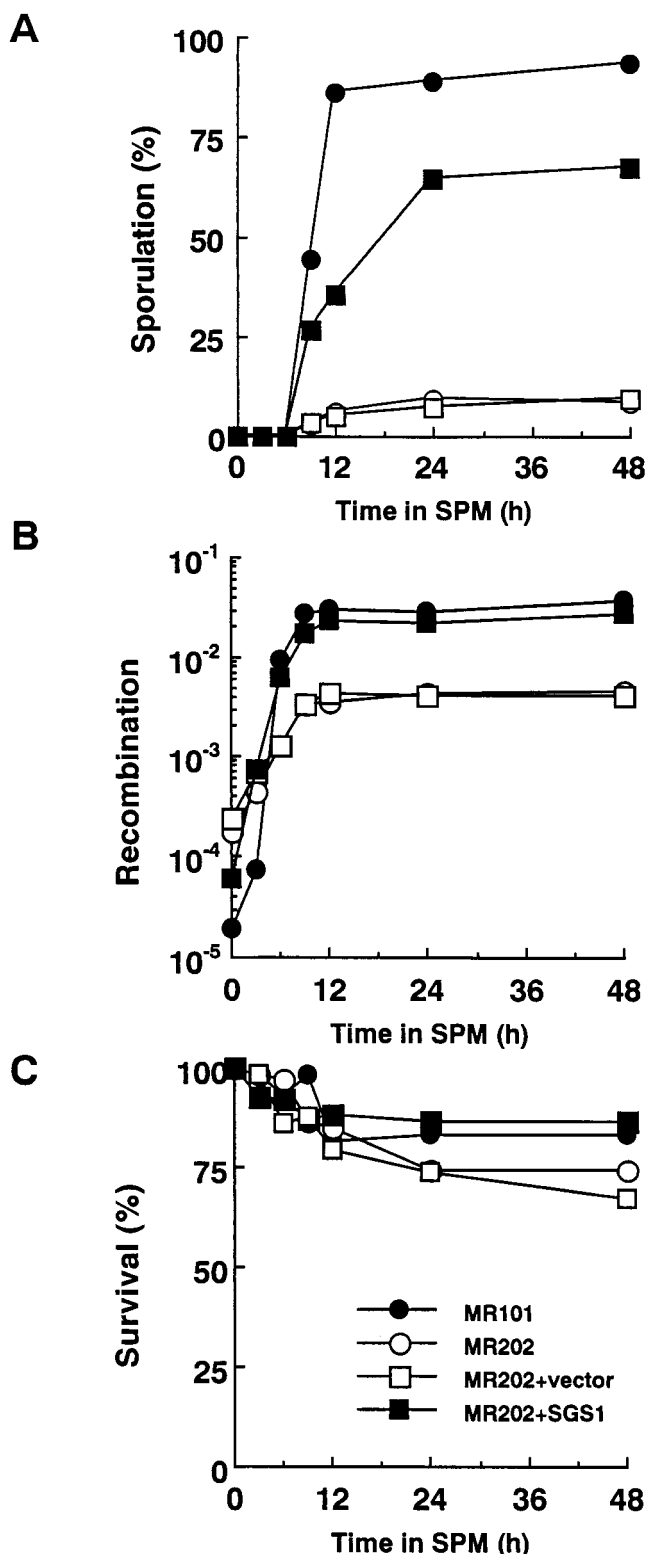 A
100
75
50
25
0
Sporulation (%)
0 12 24 36 48
Time in SPM (h)
B
10-1
10-2
10-3
10-4
10-5
Recombination
0 12 24 36 48
Time in SPM (h)
C
100
75
50
25
0
Survival (%)
MR101
MR202
MR202+vector
MR202+SGS1
0 12 24 36 48
Time in SPM (h)